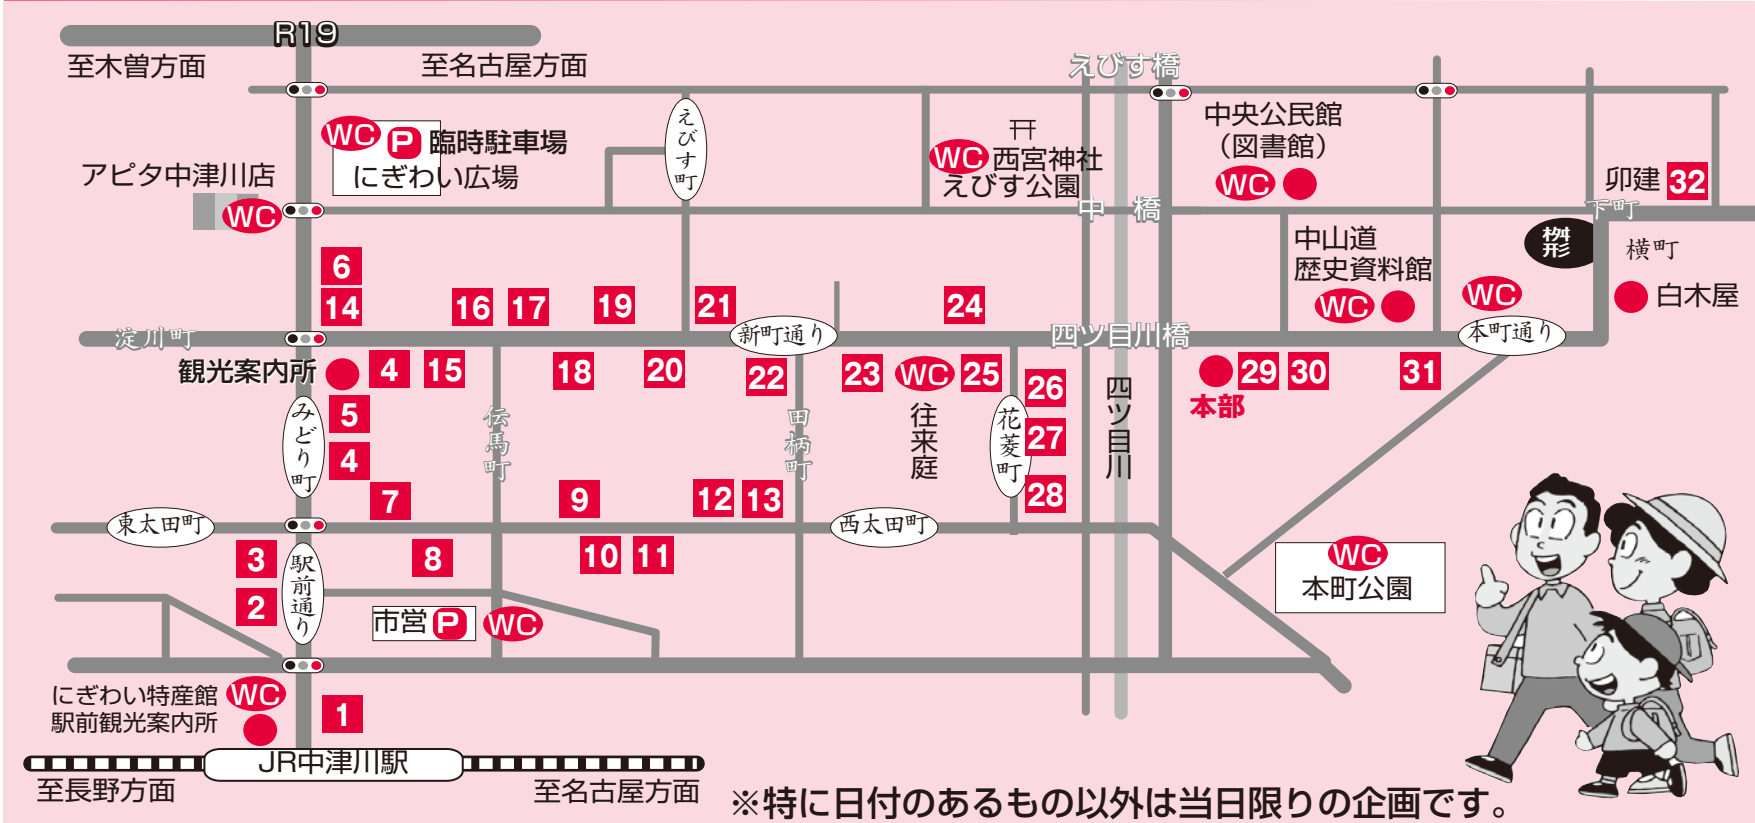 R19
至木曽方面
至名古屋方面
えびす橋
WC
P
臨時駐車場
にぎわい広場
えびす町
WC
西宮神社
えびす公園
中央公民館
(図書館)
WC
アピタ中津川店
WC
卯建
32
中橋
下町
桝形
横町
白木屋
中山道
歴史資料館
WC
WC
6
14
16
17
19
21
24
淀川町
新町通り
四ツ目川橋
本町通り
観光案内所
4
15
18
20
22
23
WC
25
26
本部
29
30
31
みどり町
5
4
伝馬町
田柄町
往来庭
花菱町
27
28
四ツ目川
7
9
12
13
東太田町
西太田町
3
2
駅前通り
8
10
11
市営
P
WC
WC
本町公園
にぎわい特産館
駅前観光案内所
WC
1
JR中津川駅
至長野方面
至名古屋方面
※特に日付のあるもの以外は当日限りの企画です。